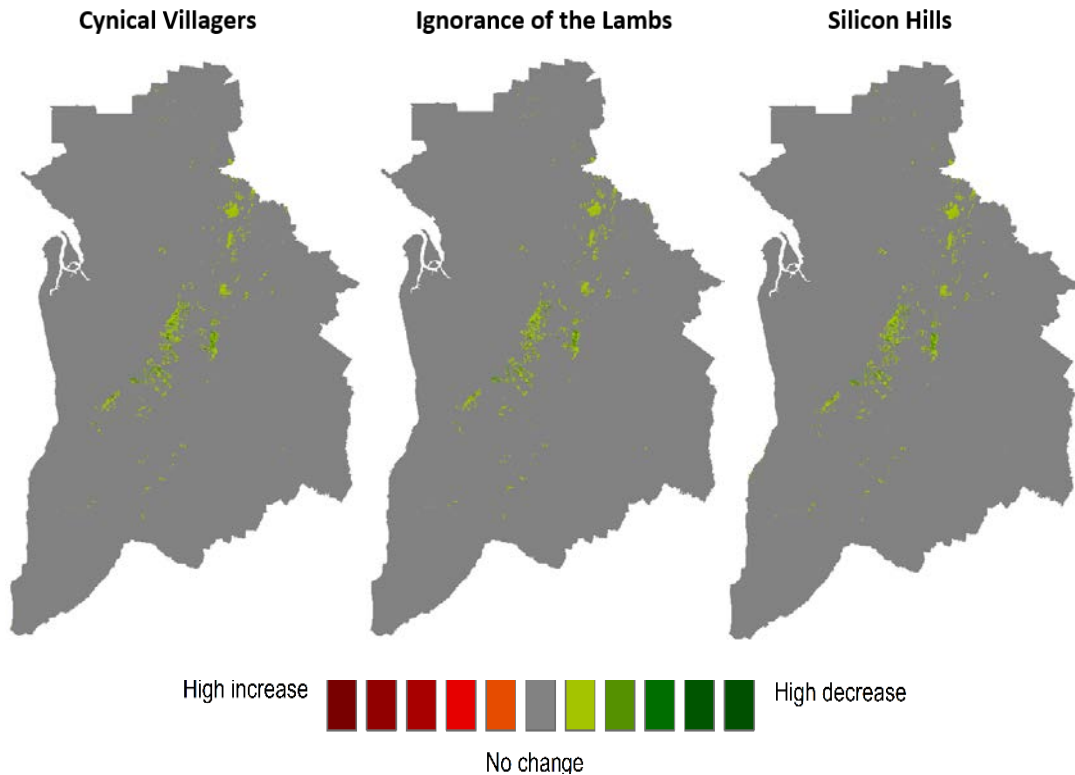 Cynical Villagers
Ignorance of the Lambs
Silicon Hills
High increase
High decrease
No change